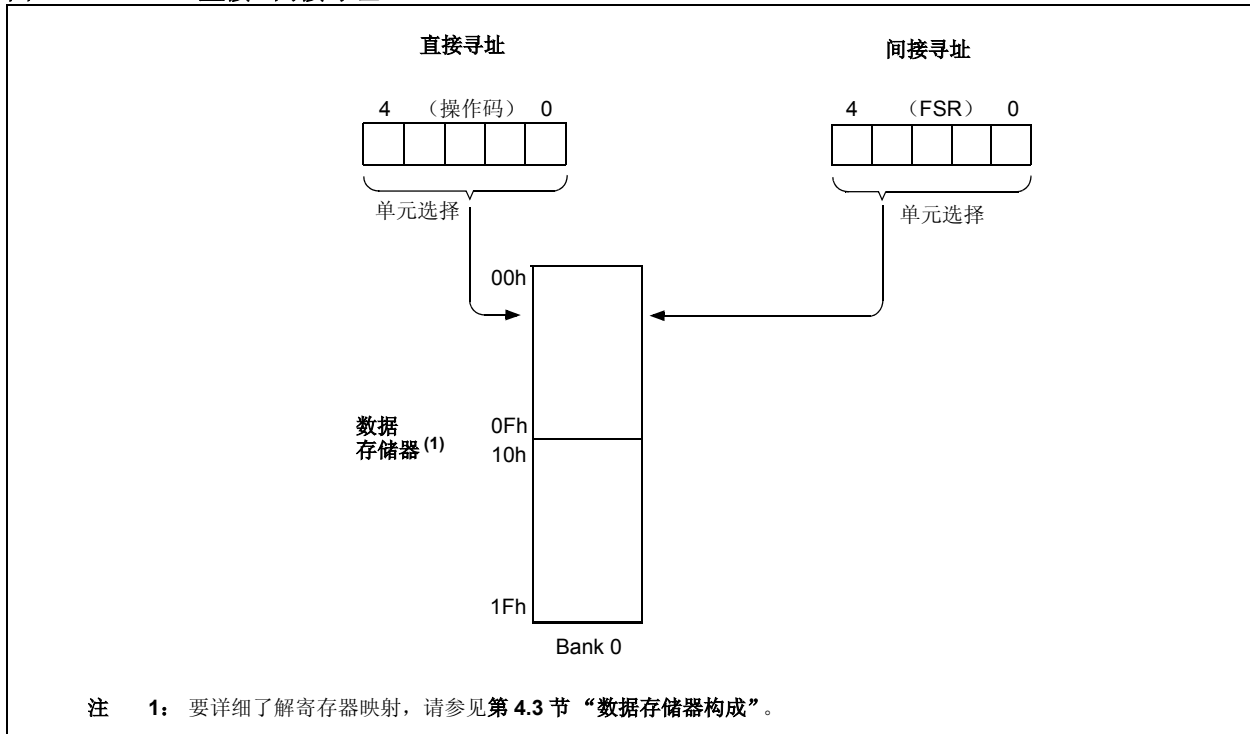 直接寻址
间接寻址
4 （操作码） 0
4 （FSR） 0
单元选择
单元选择
00h
0Fh
数据
存储器 (1)
10h
1Fh
Bank 0
注 1： 要详细了解寄存器映射，请参见第 4.3 节 “数据存储器构成”。